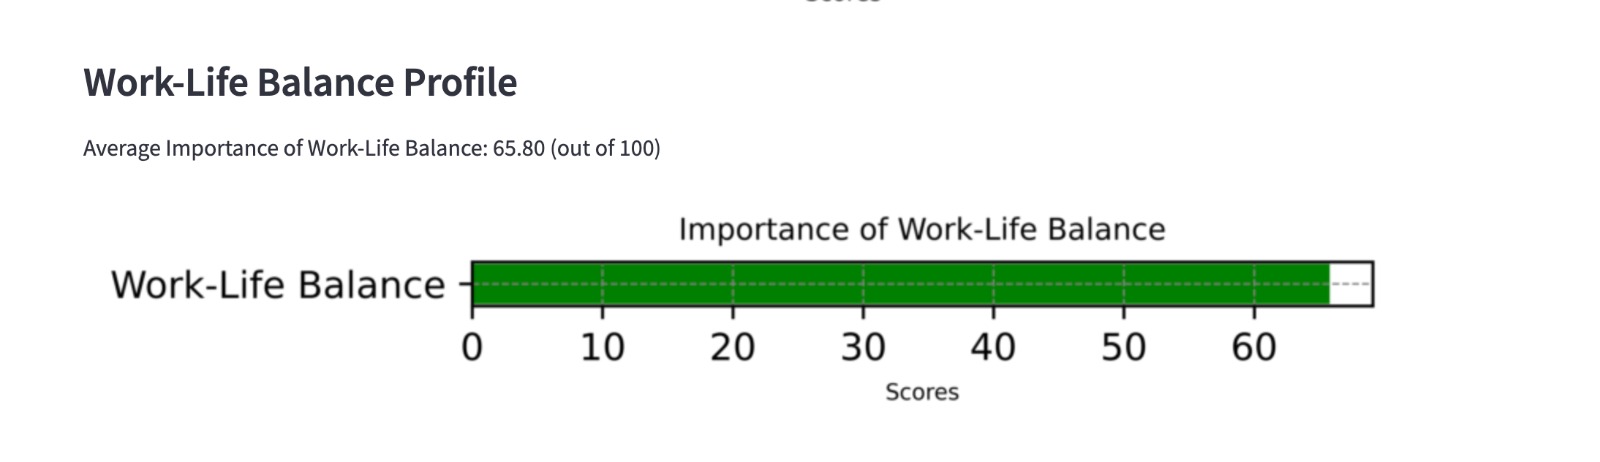 Work-Life Balance Profile
Average Importance of Work-Life Balance: 65.80 (out of 100)
Importance of Work-Life Balance
Work-Life Balance
0 10 20 30 40 50 60
Scores